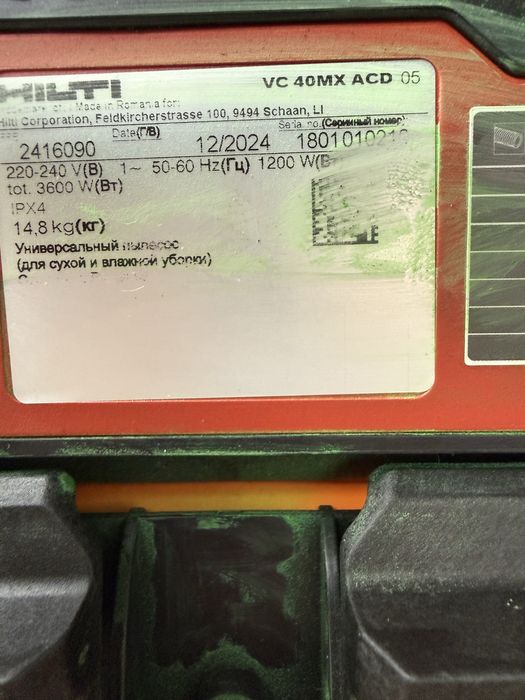 HILTI VC 40MX ACD 05
Made in Romania for:
Hilti Corporation, Feldkircherstrasse 100, 9494 Schaan, LI
Date(Г/В) Serial no.(Серийный номер)
2416090 12/2024
220-240 V(В) 1~ 50-60 Hz(Гц) 1200 W(В
tot. 3600 W(Вт)
IPX4
14,8 kg(кг)
Универсальный пылесос
(для сухой и влажной уборки)